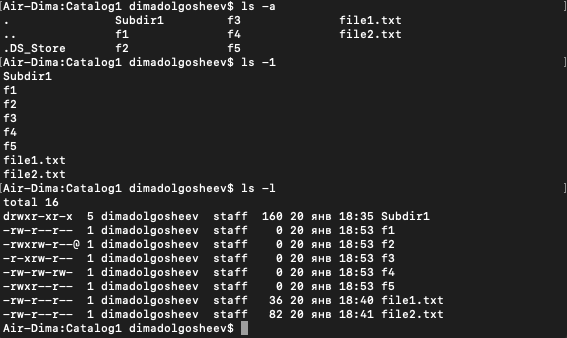 [Air-Dima:Catalog1 dimadolgosheev$ ls -a ]
. Subdir1 f3 file1.txt
.. f1 f4 file2.txt
.DS_Store f2 f5
[Air-Dima:Catalog1 dimadolgosheev$ ls -1 ]
Subdir1
f1
f2
f3
f4
f5
file1.txt
file2.txt
[Air-Dima:Catalog1 dimadolgosheev$ ls -l ]
total 16
drwxr-xr-x 5 dimadolgosheev staff 160 20 янв 18:35 Subdir1
-rw-r--r-- 1 dimadolgosheev staff 0 20 янв 18:53 f1
-rwxrw-r--@ 1 dimadolgosheev staff 0 20 янв 18:53 f2
-r-xrw-r-- 1 dimadolgosheev staff 0 20 янв 18:53 f3
-rw-rw-rw- 1 dimadolgosheev staff 0 20 янв 18:53 f4
-rwxr--r-- 1 dimadolgosheev staff 0 20 янв 18:53 f5
-rw-r--r-- 1 dimadolgosheev staff 36 20 янв 18:40 file1.txt
-rw-r--r-- 1 dimadolgosheev staff 82 20 янв 18:41 file2.txt
Air-Dima:Catalog1 dimadolgosheev$